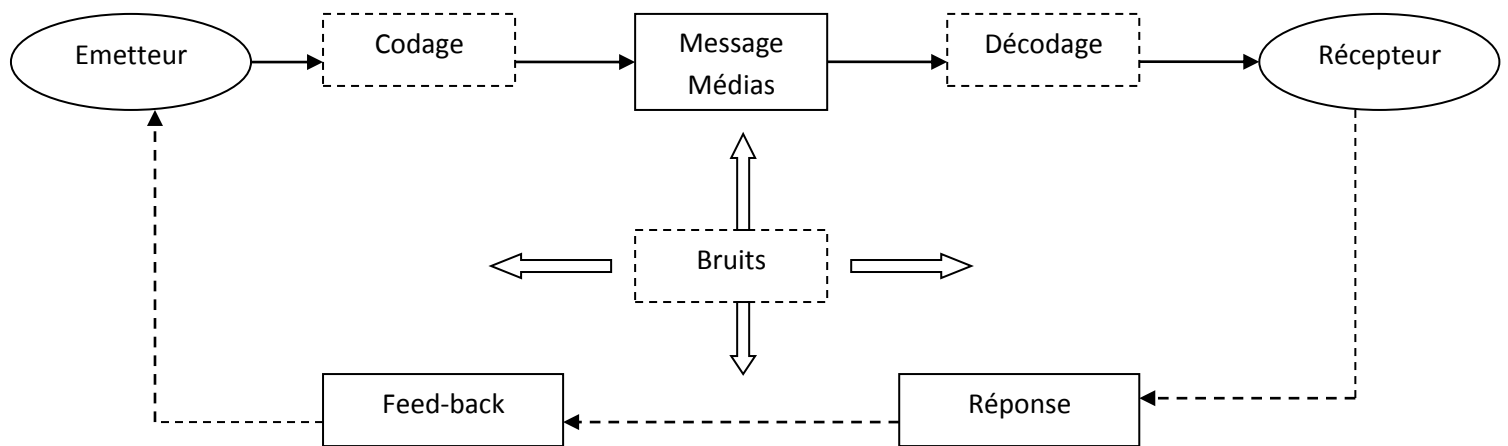 Emetteur
Codage
Message
Médias
Décodage
Récepteur
Bruits
Feed-back
Réponse